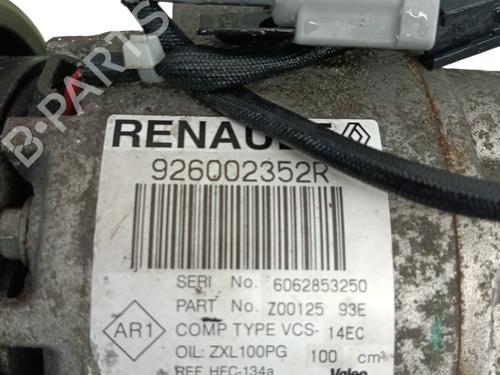 RENAULT
926002352R
SERI No. 6062853250
PART No. Z00125 93E
AR1
COMP TYPE VCS-14EC
OIL: ZXL100PG 100 cm³
REF. HFC-134a
Valeo
B-PARTS